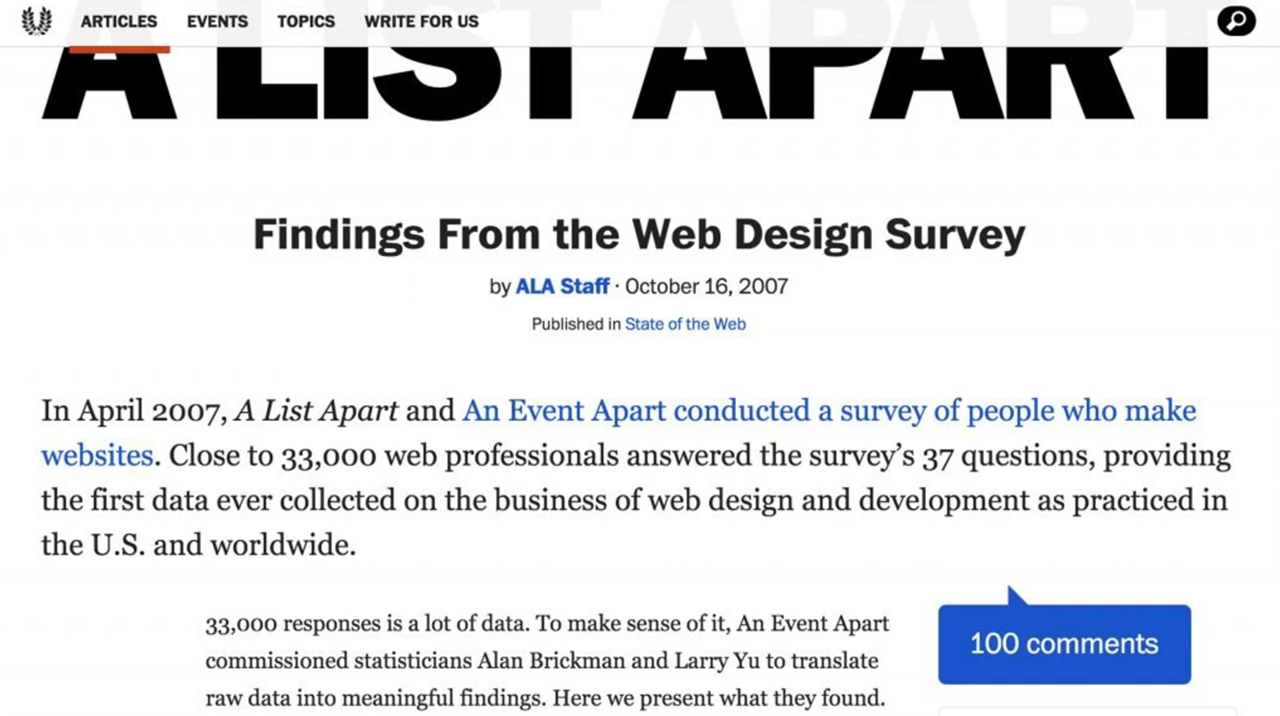 ARTICLES EVENTS TOPICS WRITE FOR US
A LIST APART
Findings From the Web Design Survey
by ALA Staff · October 16, 2007
Published in State of the Web
In April 2007, A List Apart and An Event Apart conducted a survey of people who make
websites. Close to 33,000 web professionals answered the survey’s 37 questions, providing
the first data ever collected on the business of web design and development as practiced in
the U.S. and worldwide.
33,000 responses is a lot of data. To make sense of it, An Event Apart
commissioned statisticians Alan Brickman and Larry Yu to translate
raw data into meaningful findings. Here we present what they found.
100 comments